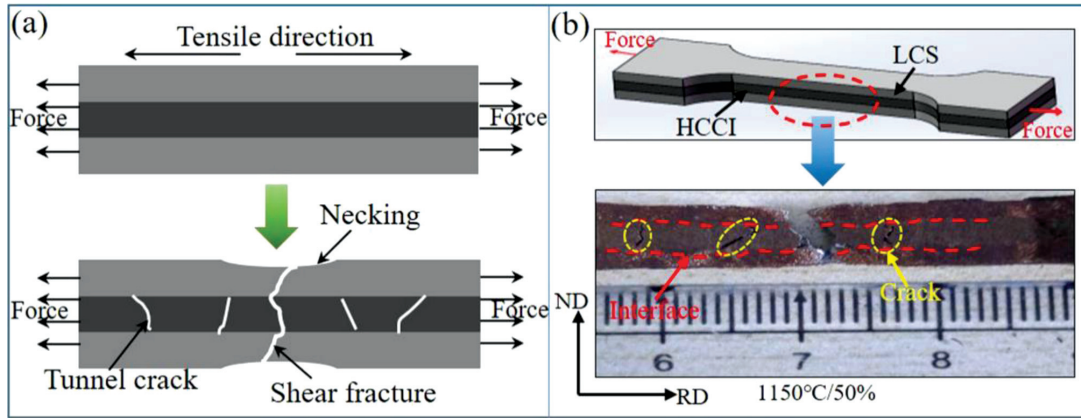 (a)
Tensile direction
Force
Force
Necking
Force
Force
Tunnel crack
Shear fracture
(b)
Force
LCS
HCCI
Force
Interface
Crack
ND
6 7 8
RD
1150°C/50%